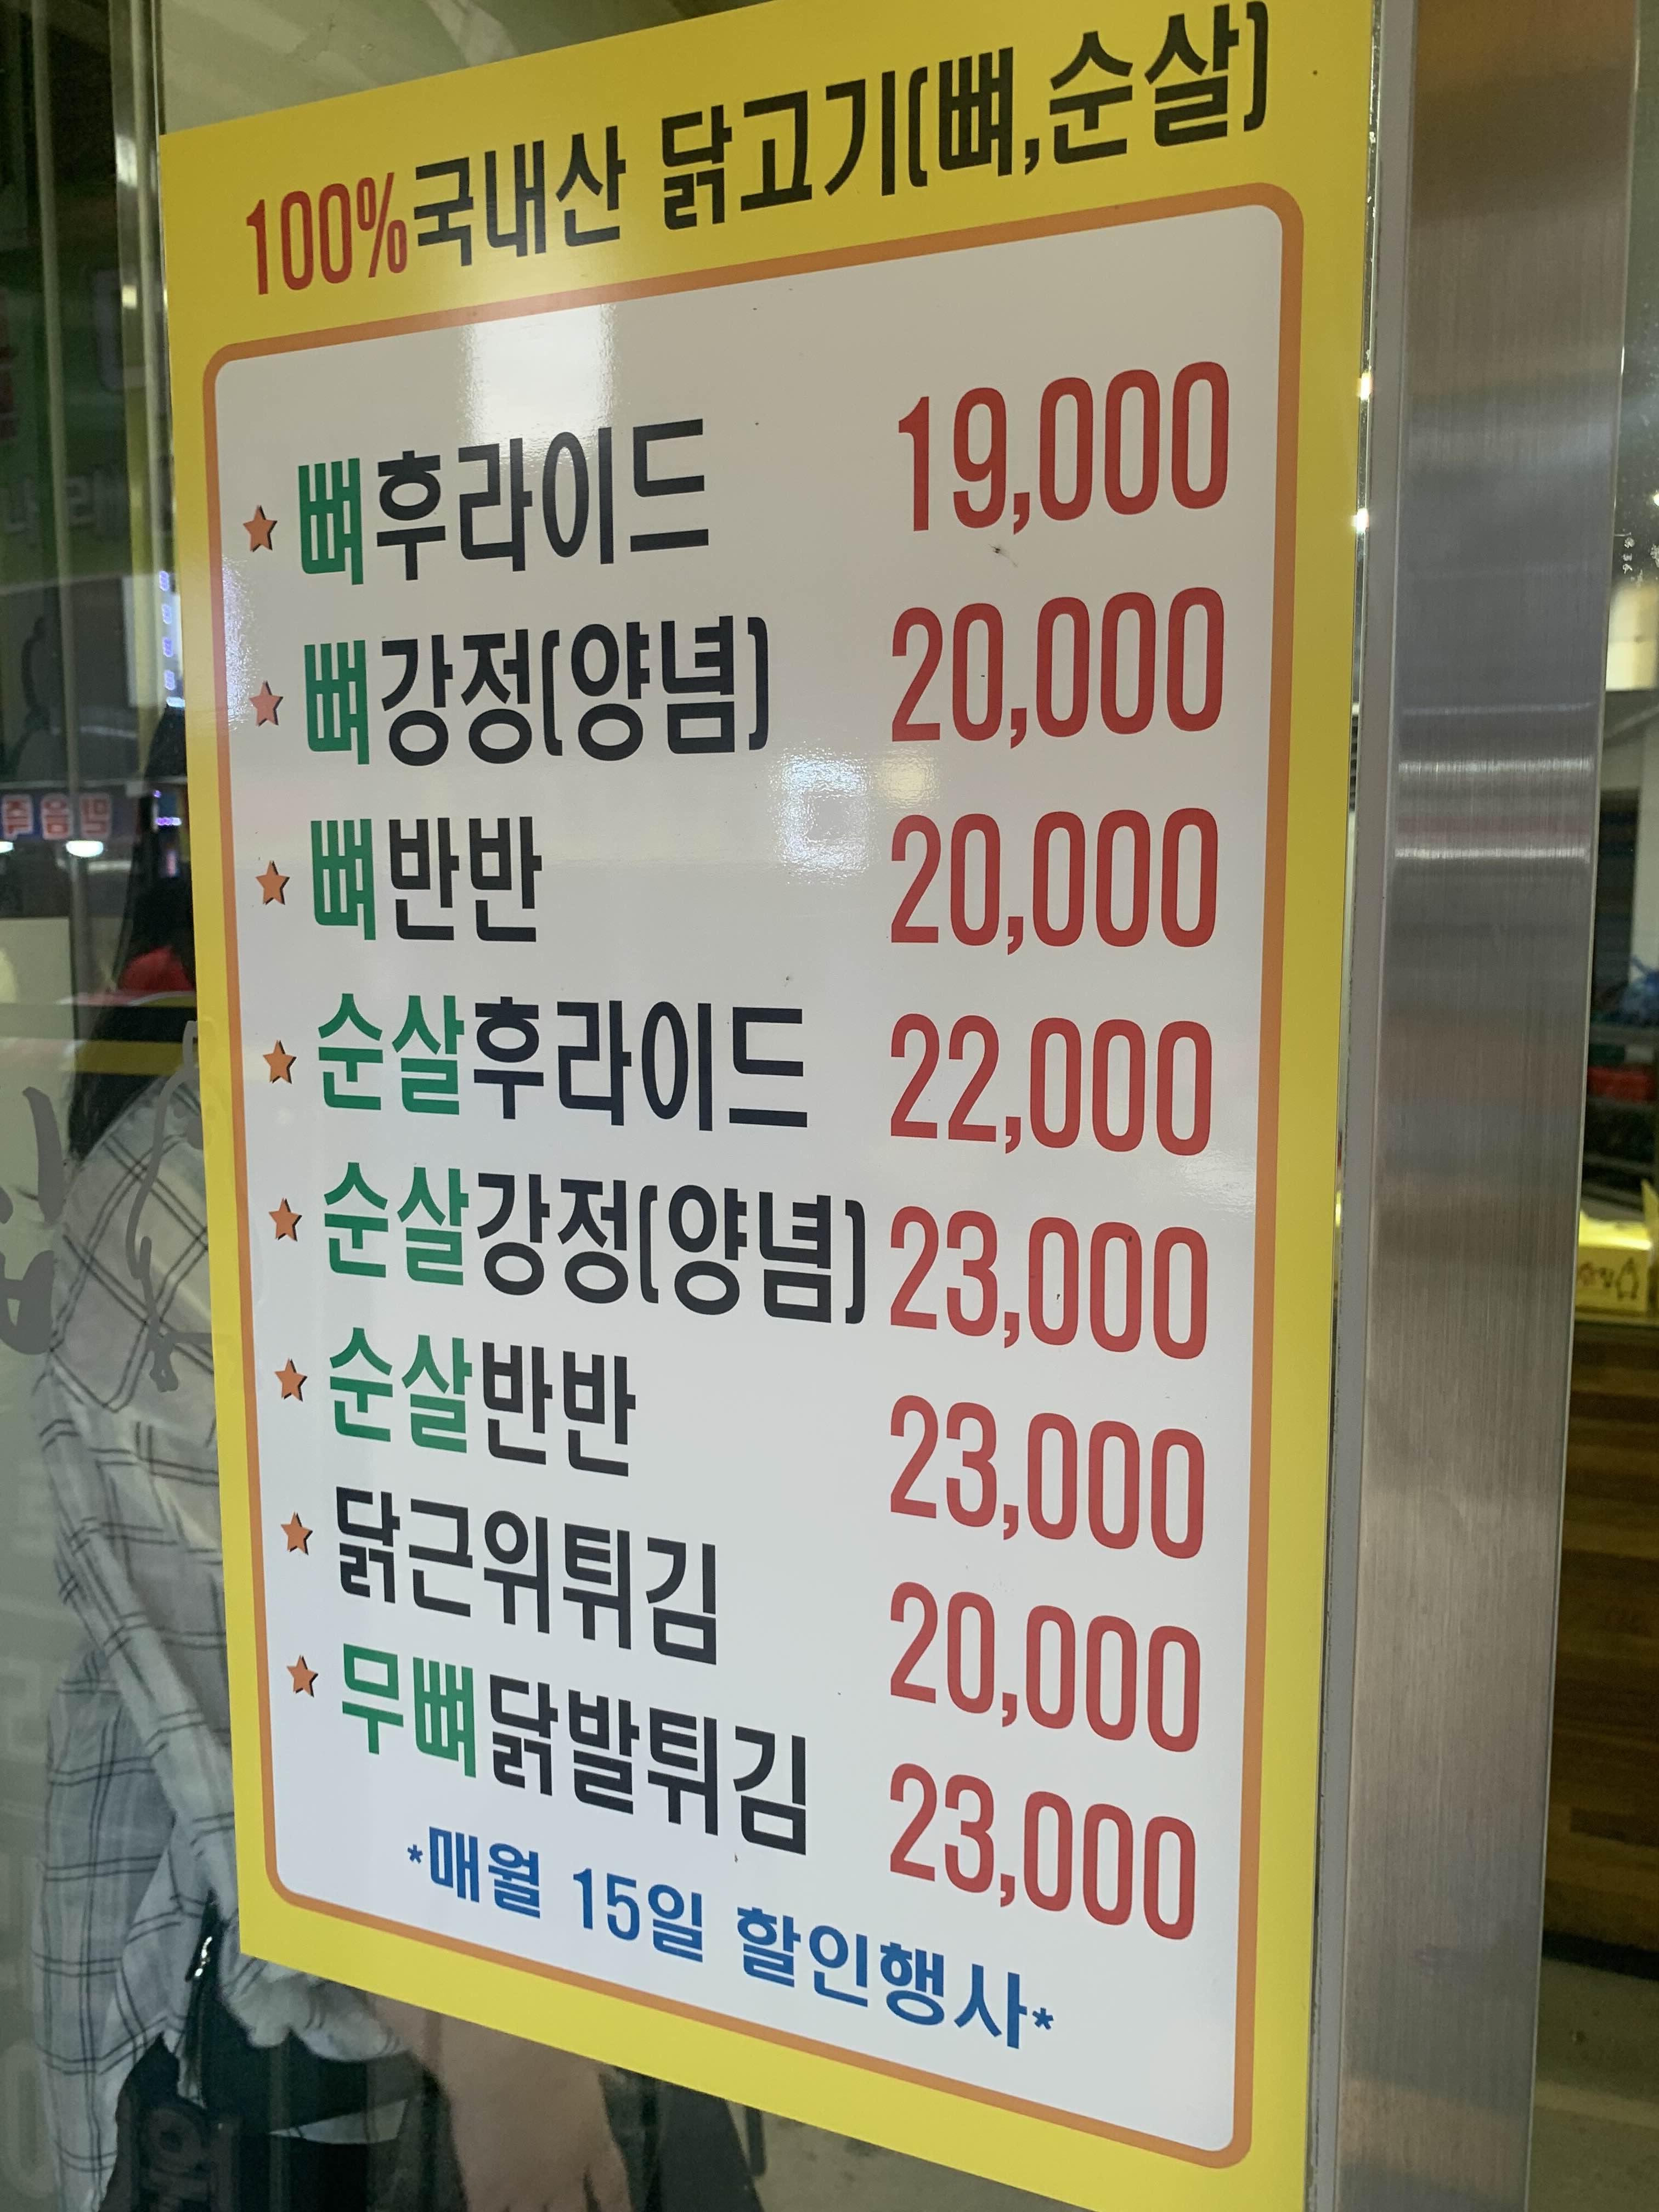 100%국내산 닭고기(뼈,순살)
뼈후라이드 19,000
뼈강정(양념) 20,000
뼈반반 20,000
순살후라이드 22,000
순살강정(양념) 23,000
순살반반 23,000
닭근위튀김 20,000
무뼈닭발튀김 23,000
*매월 15일 할인행사*